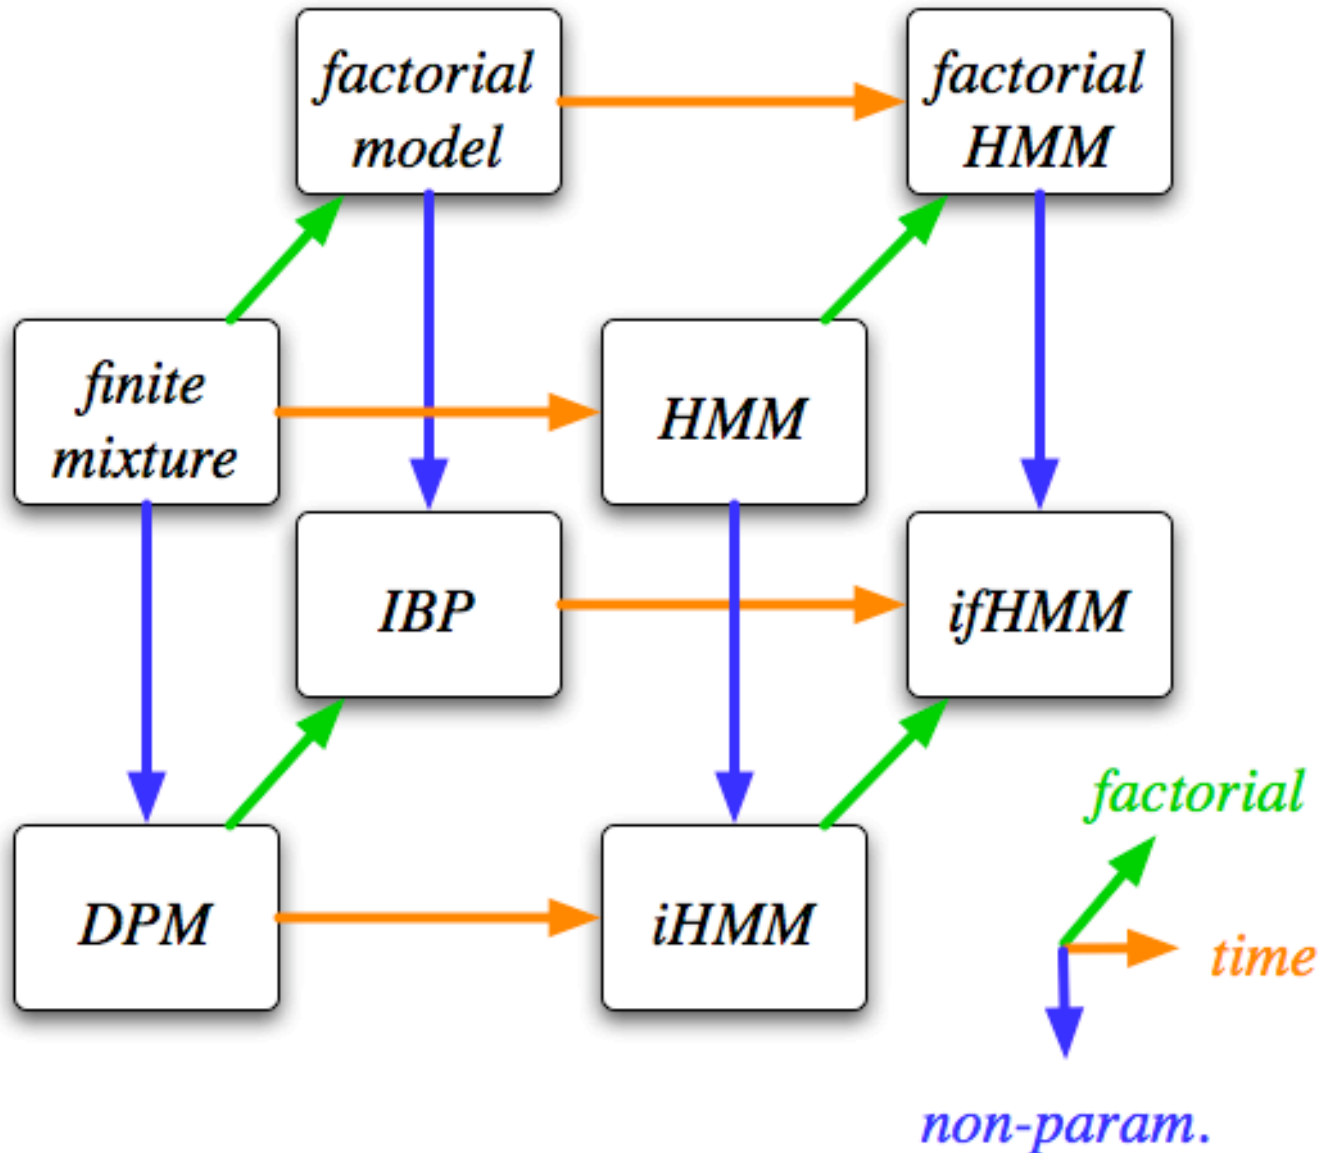 factorial
model
factorial
HMM
finite
mixture
HMM
IBP
ifHMM
DPM
iHMM
factorial
time
non-param.